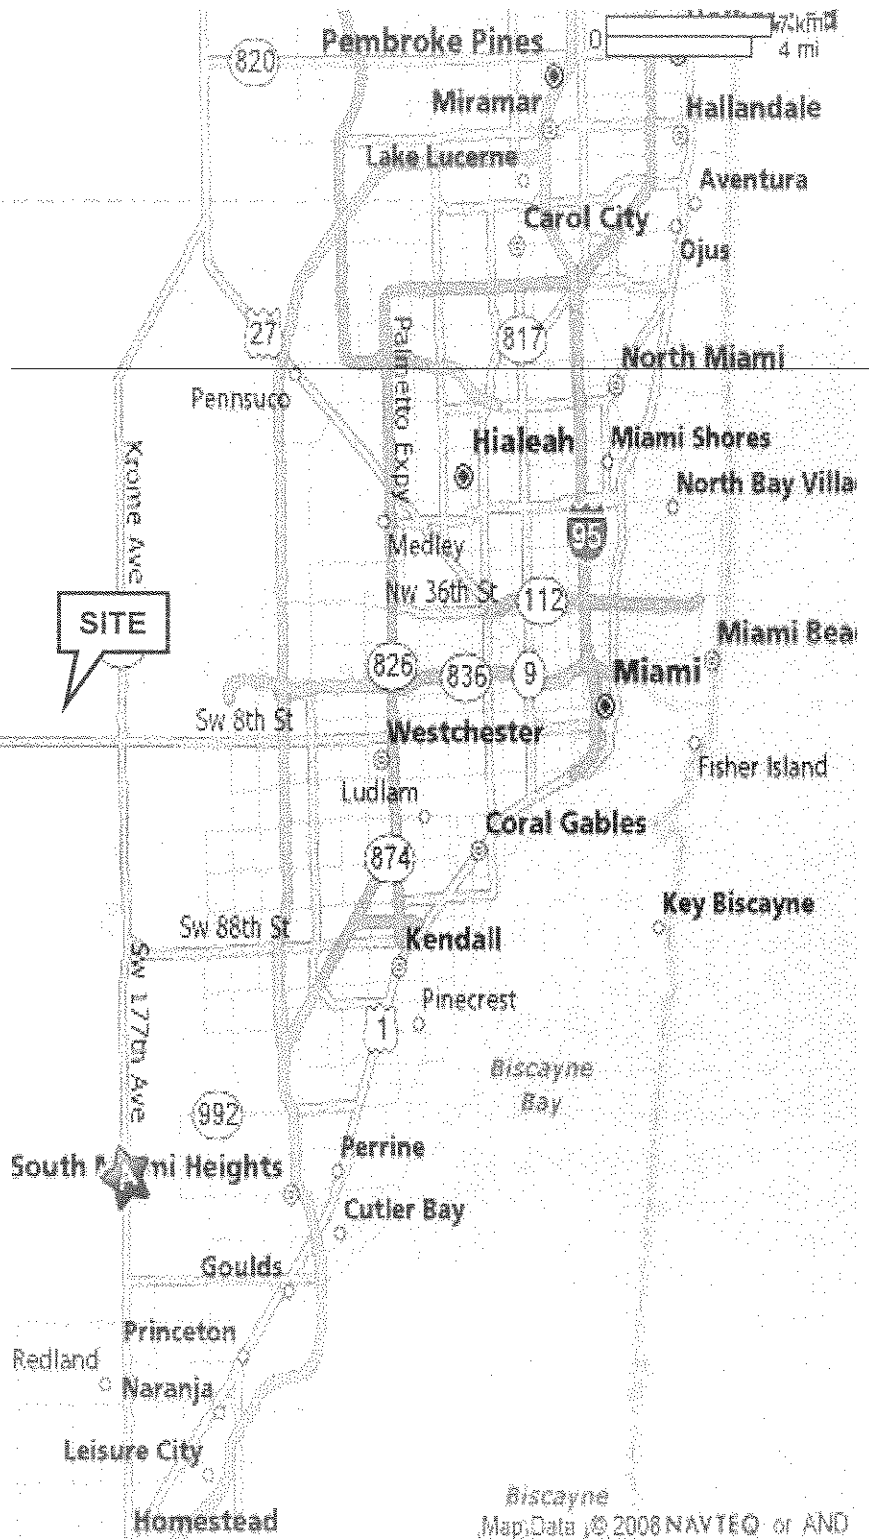 Pembroke Pines
0
4 mi
820
Miramar
Hallandale
Lake Lucerne
Aventura
Carol City
Ojus
27
Palmetto Expy
817
North Miami
Pennsuco
Krome Ave
Hialeah
Miami Shores
North Bay Villa
95
Medley
Nw 36th St
112
SITE
Miami Bea
826
836
9
Miami
Sw 8th St
Westchester
Fisher Island
Ludlam
Coral Gables
874
Key Biscayne
Sw 88th St
Kendall
Sw 177th Ave
Pinecrest
1
Biscayne
Bay
992
Perrine
South Miami Heights
Cutler Bay
Goulds
Princeton
Redland
Naranja
Leisure City
Biscayne
Homestead
Map Data © 2008 NAVTEQ or AND